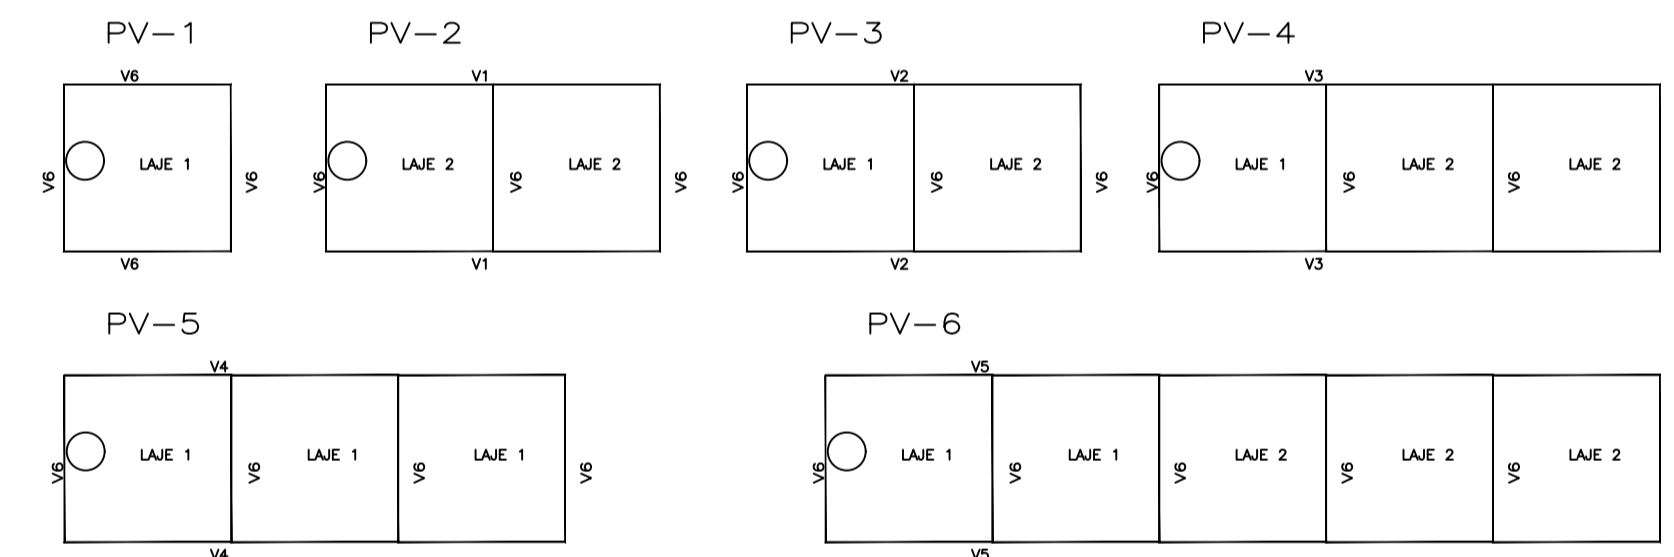 PV-1 PV-2 PV-3 PV-4
V6 V1 V2 V3
LAJE 1 LAJE 2 LAJE 2 LAJE 1 LAJE 2 LAJE 1 LAJE 2 LAJE 2
V6 V6 V6 V6 V6 V6 V6 V6 V6 V6 V6
V6 V1 V2 V3
PV-5 PV-6
V4 V5
LAJE 1 LAJE 1 LAJE 1 LAJE 1 LAJE 1 LAJE 2 LAJE 2 LAJE 2
V6 V6 V6 V6 V6 V6 V6 V6 V6
V4 V5